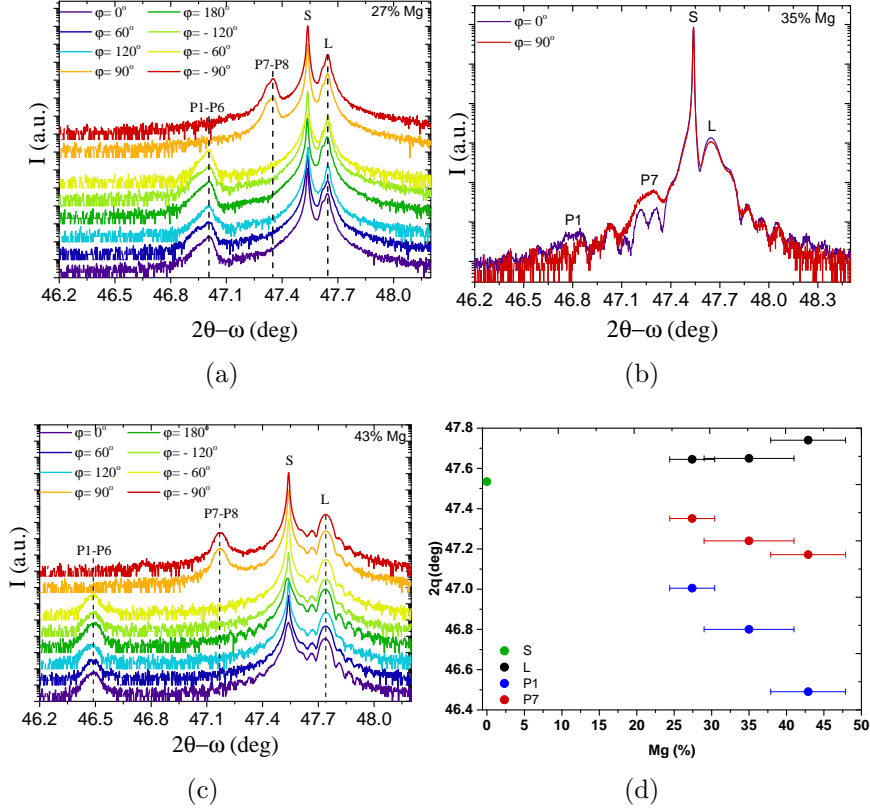 27% Mg
φ= 0°
φ= 180°
φ= 60°
φ= - 120°
φ= 120°
φ= - 60°
φ= 90°
φ= - 90°
S
L
P7-P8
P1-P6
I (a.u.)
46.2 46.5 46.8 47.1 47.4 47.7 48.0
2θ−ω (deg)
(a)
35% Mg
φ= 0°
φ= 90°
S
L
P7
P1
I (a.u.)
46.2 46.5 46.8 47.1 47.4 47.7 48.0 48.3
2θ−ω (deg)
(b)
43% Mg
φ= 0°
φ= 180°
φ= 60°
φ= - 120°
φ= 120°
φ= - 60°
φ= 90°
φ= - 90°
S
L
P7-P8
P1-P6
I (a.u.)
46.2 46.5 46.8 47.1 47.4 47.7 48.0
2θ−ω (deg)
(c)
47.8
47.6
47.4
47.2
47.0
46.8
46.6
46.4
2q(deg)
S
L
P1
P7
0 5 10 15 20 25 30 35 40 45 50
Mg (%)
(d)